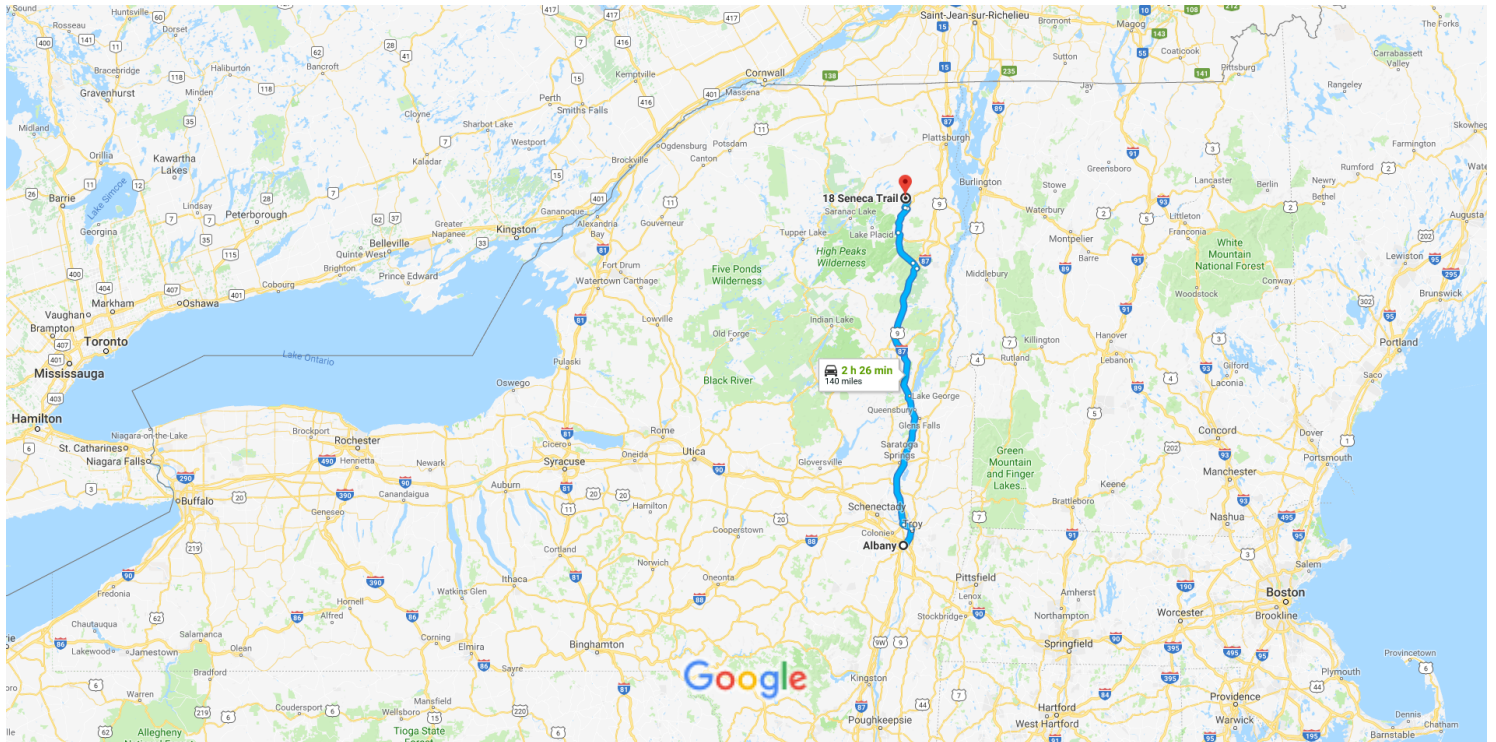 y Sound
Huntsville
Rosseau
Dorset
Bracebridge
Haliburton
Bancroft
Gravenhurst
Minden
Cloyne
Sharbot Lake
Perth
Smiths Falls
Kemptville
Cornwall
Massena
Saint-Jean-sur-Richelieu
Bromont
Magog
Coaticook
Sutton
Jay
Pittsburg
The Forks
Carrabassett
Valley
Rangeley
Skowheg
Midland
Orillia
Lake Simcoe
Kawartha
Lakes
Lindsay
Barrie
Peterborough
Kaladar
Westport
Brockville
Ogdensburg
Potsdam
Canton
Plattsburgh
Greensboro
Burlington
Stowe
Lancaster
Berlin
Newry
Bethel
Rumford
Farmington
Wate
Augusta
Georgina
Greater
Napanee
Belleville
Quinte West
Brighton
Prince Edward
Cobourg
Kingston
Gananoque
Alexandria
Bay
Gouverneur
18 Seneca Trail
Saranac Lake
Tupper Lake
Lake Placid
High Peaks
Wilderness
Waterbury
Montpelier
Barre
Littleton
Franconia
White
Mountain
National Forest
Conway
Lewiston
Brunswick
Newmarket
Markham
Oshawa
Vaughan
Brampton
Toronto
Mississauga
Hamilton
Lake Ontario
Fort Drum
Watertown
Carthage
Lowville
Five Ponds
Wilderness
Old Forge
Indian Lake
Black River
Middlebury
Woodstock
Killington
Rutland
Hanover
Lebanon
Gilford
Laconia
Portland
Saco
Pulaski
Oswego
2 h 26 min
140 miles
Lake George
Queensbury
Glens Falls
Saratoga
Springs
Concord
Dover
Portsmouth
Manchester
Niagara-on-the-Lake
St. Catharines
Niagara Falls
Brockport
Rochester
Henrietta
Newark
Canandaigua
Geneseo
Buffalo
Auburn
Syracuse
Cicero
Oneida
Rome
Utica
Gloversville
Hamilton
Cooperstown
Schenectady
Troy
Colonie
Albany
Green
Mountain
and Finger
Lakes...
Keene
Brattleboro
Nashua
Salem
Fredonia
Chautauqua
Lakewood
Jamestown
Salamanca
Olean
Bradford
Hornell
Alfred
Corning
Elmira
Watkins Glen
Ithaca
Cortland
Norwich
Oneonta
Binghamton
Sayre
Pittsfield
Lenox
Stockbridge
Amherst
Northampton
Springfield
Worcester
Boston
Brookline
Provincetown
Plymouth
Warren
Coudersport
Wellsboro
Mansfield
Allegheny
Tioga State
Google
Kingston
Poughkeepsie
Hartford
West Hartford
Providence
Warwick
Dennis
Chatham
Barnstable